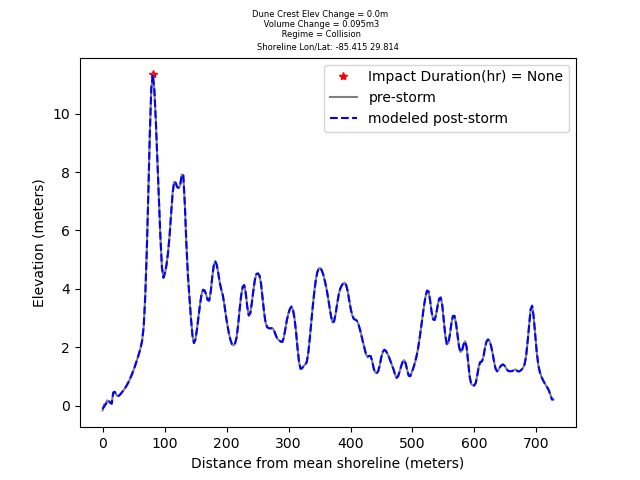 Dune Crest Elev Change = 0.0m
Volume Change = 0.095m3
Regime = Collision
Shoreline Lon/Lat: -85.415 29.814
Impact Duration(hr) = None
pre-storm
modeled post-storm
Elevation (meters)
10
8
6
4
2
0
0 100 200 300 400 500 600 700
Distance from mean shoreline (meters)